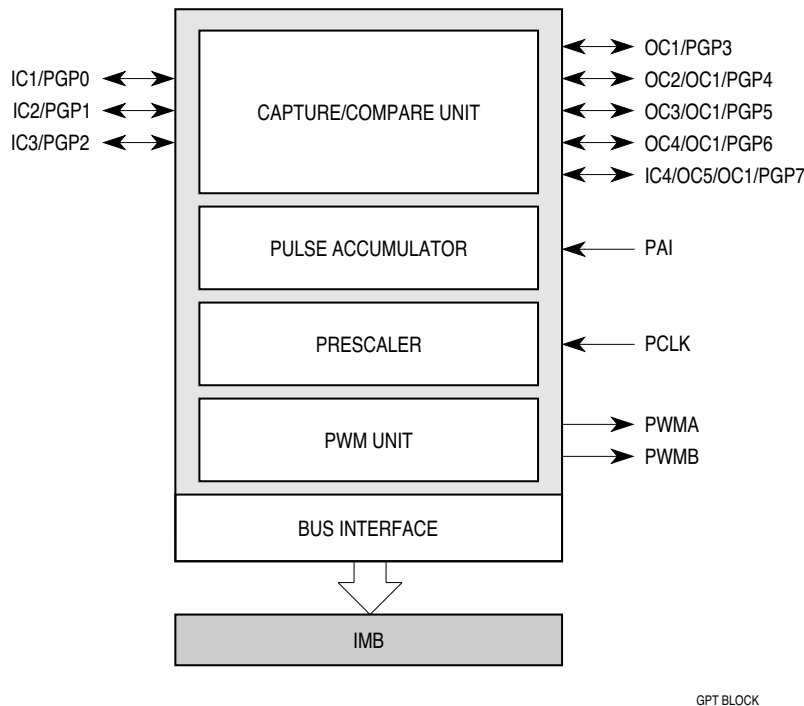 OC1/PGP3
IC1/PGP0
OC2/OC1/PGP4
IC2/PGP1
CAPTURE/COMPARE UNIT
OC3/OC1/PGP5
IC3/PGP2
OC4/OC1/PGP6
IC4/OC5/OC1/PGP7
PULSE ACCUMULATOR
PAI
PRESCALER
PCLK
PWMA
PWM UNIT
PWMB
BUS INTERFACE
IMB
GPT BLOCK